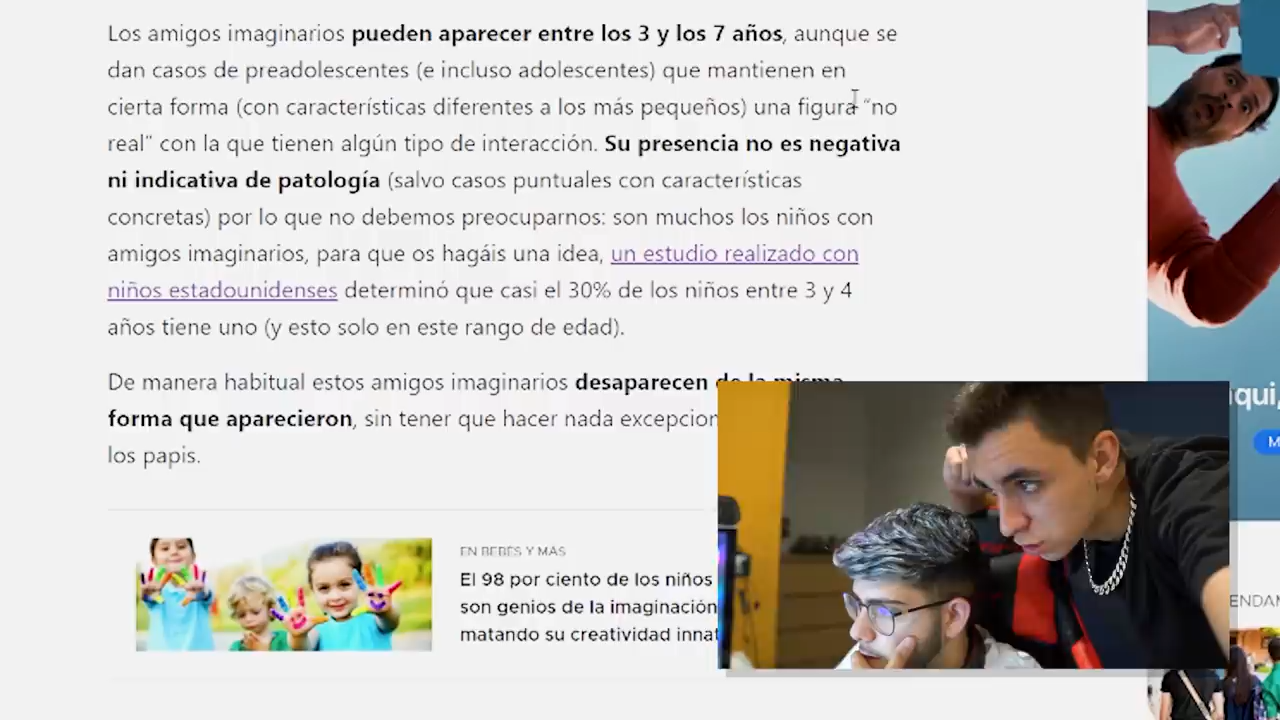 Los amigos imaginarios pueden aparecer entre los 3 y los 7 años, aunque se
dan casos de preadolescentes (e incluso adolescentes) que mantienen en
cierta forma (con características diferentes a los más pequeños) una figura “no
real” con la que tienen algún tipo de interacción. Su presencia no es negativa
ni indicativa de patología (salvo casos puntuales con características
concretas) por lo que no debemos preocuparnos: son muchos los niños con
amigos imaginarios, para que os hagáis una idea, un estudio realizado con
niños estadounidenses determinó que casi el 30% de los niños entre 3 y 4
años tiene uno (y esto solo en este rango de edad).
De manera habitual estos amigos imaginarios desaparecen de la misma
forma que aparecieron, sin tener que hacer nada excepcion
los papis.
EN BEBÉS Y MÁS
El 98 por ciento de los niños
son genios de la imaginación
matando su creatividad innat
qui,
M
ENDAN